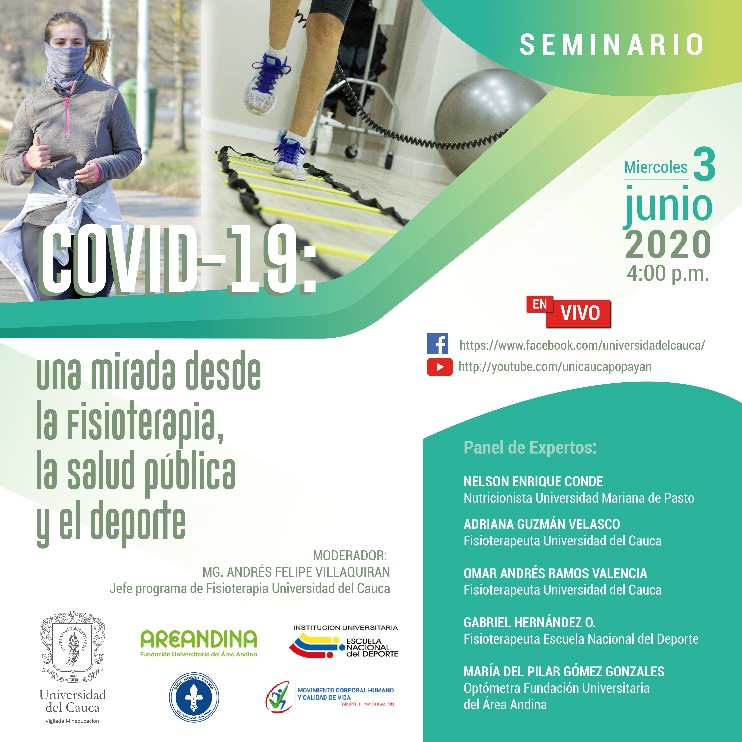 SEMINARIO
Miercoles 3
junio
2020
4:00 p.m.
COVID-19:
una mirada desde
la Fisioterapia,
la salud pública
y el deporte
EN VIVO
https://www.facebook.com/universidadelcauca/
http://youtube.com/unicaucapopayan
MODERADOR:
MG. ANDRÉS FELIPE VILLAQUIRAN
Jefe programa de Fisioterapia Universidad del Cauca
Panel de Expertos:
NELSON ENRIQUE CONDE
Nutricionista Universidad Mariana de Pasto
ADRIANA GUZMÁN VELASCO
Fisioterapeuta Universidad del Cauca
OMAR ANDRÉS RAMOS VALENCIA
Fisioterapeuta Universidad del Cauca
GABRIEL HERNÁNDEZ O.
Fisioterapeuta Escuela Nacional del Deporte
MARÍA DEL PILAR GÓMEZ GONZALES
Optómetra Fundación Universitaria
del Área Andina
Universidad
del Cauca
Vigilada Mineducación
AREANDINA
Fundación Universitaria del Área Andina
INSTITUCION UNIVERSITARIA
ESCUELA
NACIONAL
del DEPORTE
MOVIMIENTO CORPORAL HUMANO
Y CALIDAD DE VIDA
GRUPO DE INVESTIGACIÓN